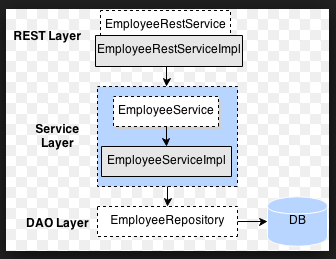 EmployeeRestService
REST Layer
EmployeeRestServiceImpl
EmployeeService
Service
Layer
EmployeeServiceImpl
DAO Layer
EmployeeRepository
DB